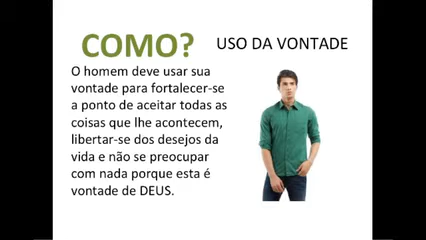 COMO? USO DA VONTADE
O homem deve usar sua
vontade para fortalecer-se
a ponto de aceitar todas as
coisas que lhe acontecem,
libertar-se dos desejos da
vida e não se preocupar
com nada porque esta é
vontade de DEUS.